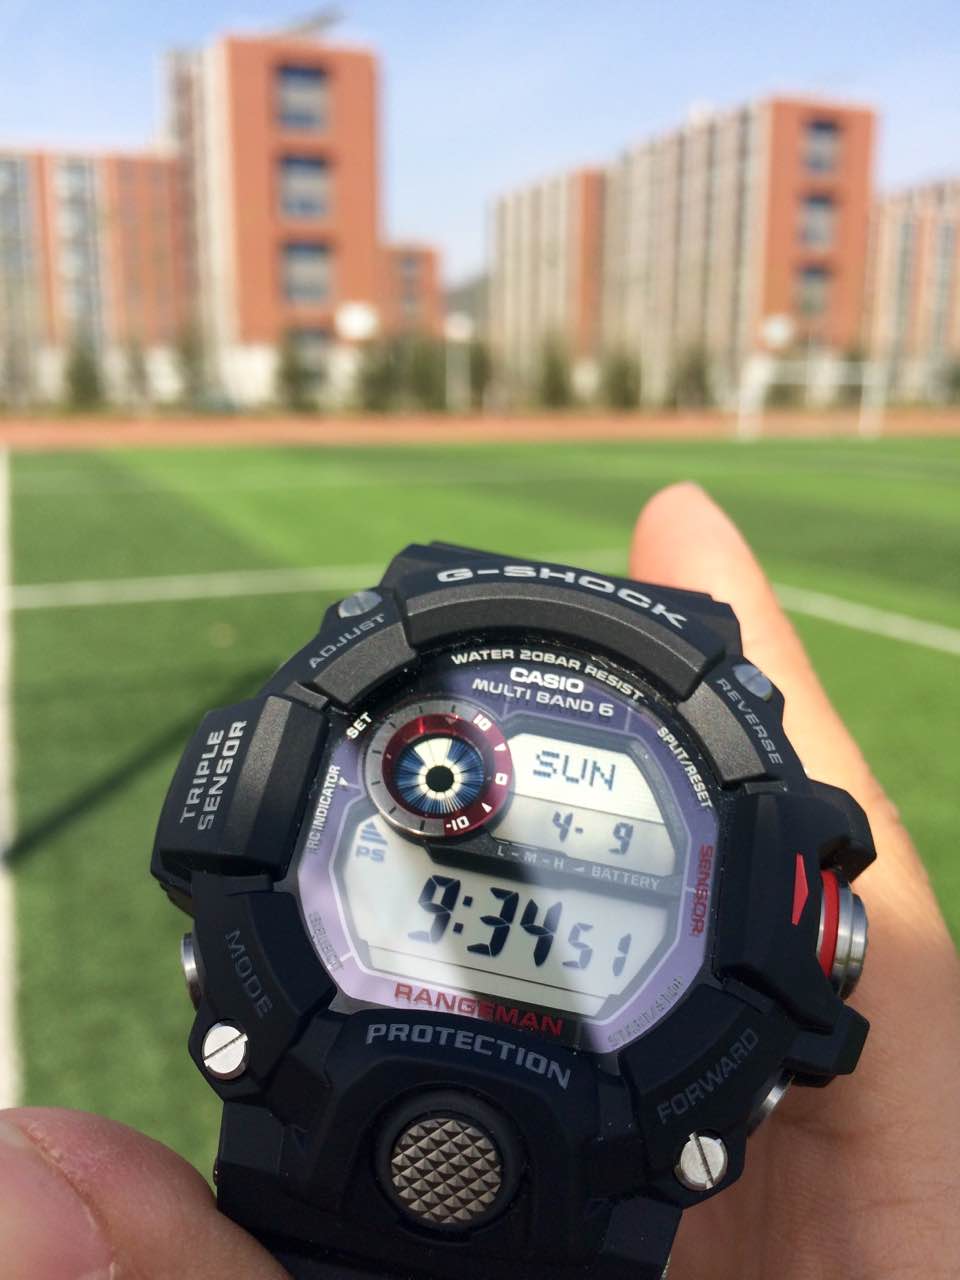 G-SHOCK
ADJUST
REVERSE
WATER 20BAR RESIST
CASIO
MULTI BAND 6
SET
10
0
-10
SPLIT/RESET
TRIPLE
SENSOR
RC INDICATOR
SUN
4- 9
PS
L - M - H BATTERY
SENSOR
9:34 51
MODE
RANGEMAN
PROTECTION
FORWARD